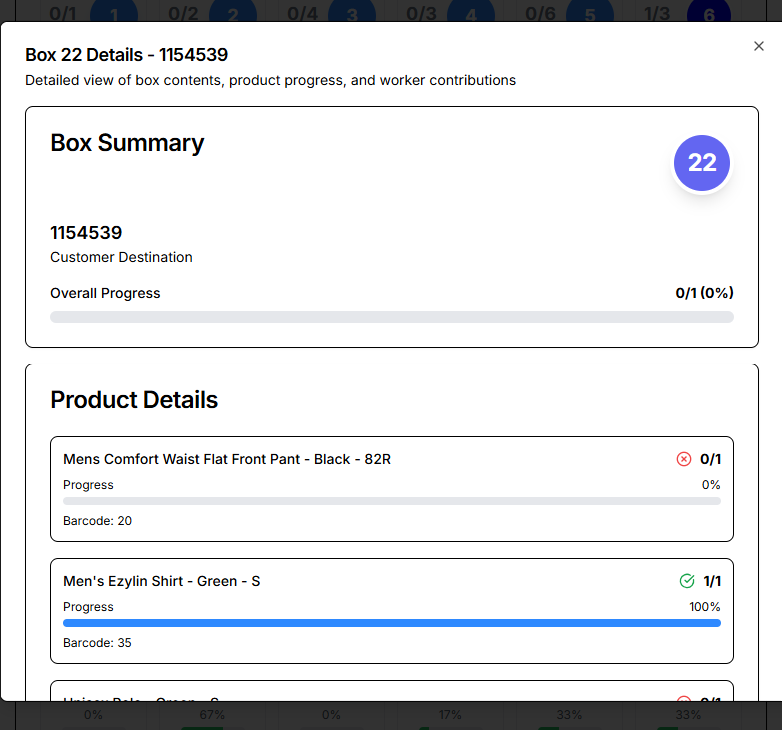 0/1 1 0/2 2 0/4 3 0/3 4 0/6 5 1/3 6
Box 22 Details - 1154539
Detailed view of box contents, product progress, and worker contributions
Box Summary
22
1154539
Customer Destination
Overall Progress 0/1 (0%)
Product Details
Mens Comfort Waist Flat Front Pant - Black - 82R 0/1
Progress 0%
Barcode: 20
Men's Ezylin Shirt - Green - S 1/1
Progress 100%
Barcode: 35
Unisex Polo - Green - S 0/1
0% 67% 0% 17% 33% 33%